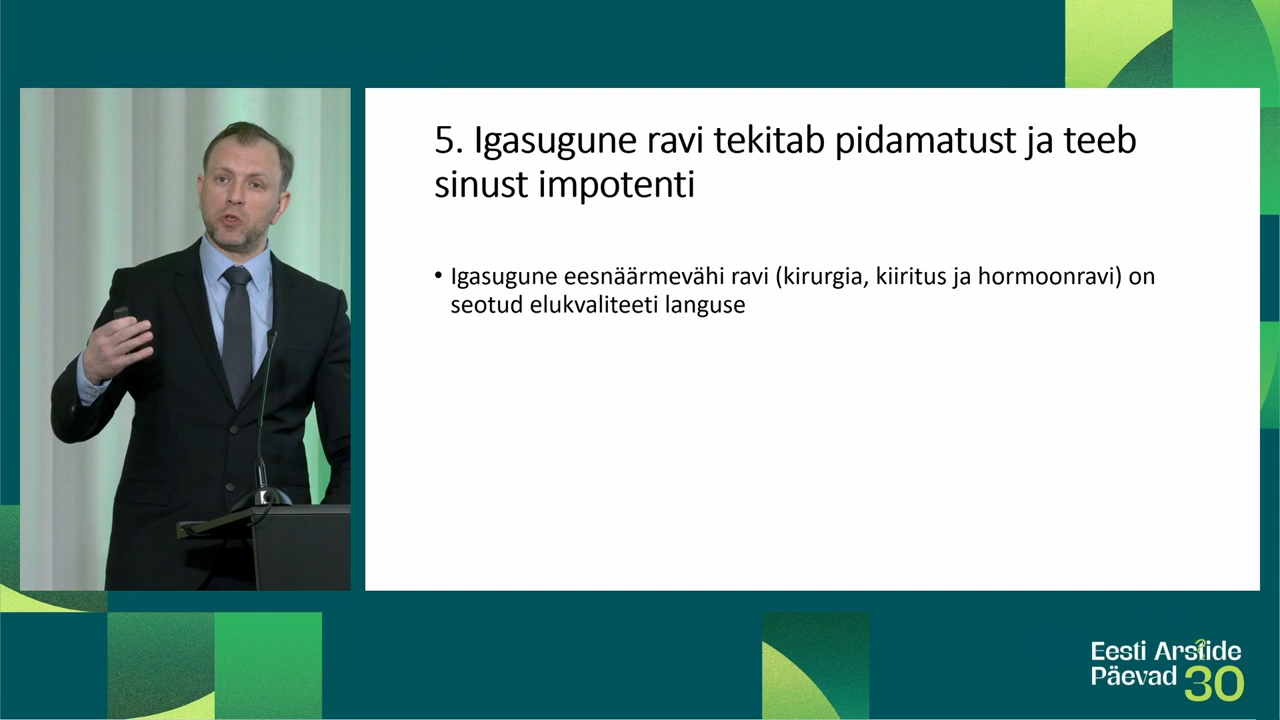 5. Igasugune ravi tekitab pidamatust ja teeb
sinust impotenti
• Igasugune eesnäärmevähi ravi (kirurgia, kiiritus ja hormoonravi) on
seotud elukvaliteeti languse
Eesti Arstide
Päevad 30